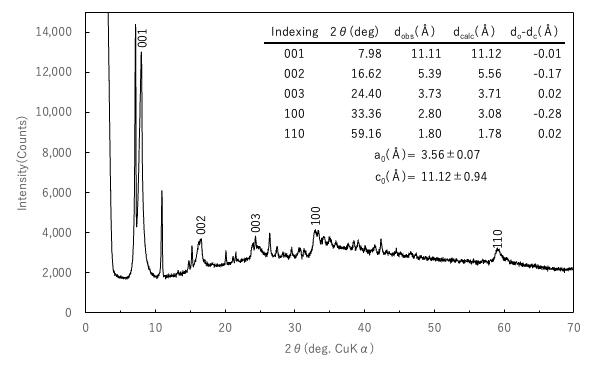 Indexing 2θ(deg) dobs(Å) dcalc(Å) do-dc(Å)
001 7.98 11.11 11.12 -0.01
002 16.62 5.39 5.56 -0.17
003 24.40 3.73 3.71 0.02
100 33.36 2.80 3.08 -0.28
110 59.16 1.80 1.78 0.02
a0(Å)= 3.56±0.07
c0(Å)= 11.12±0.94
001
002
003
100
110
Intensity(Counts)
14,000
12,000
10,000
8,000
6,000
4,000
2,000
0
0 10 20 30 40 50 60 70
2θ(deg. CuKα)